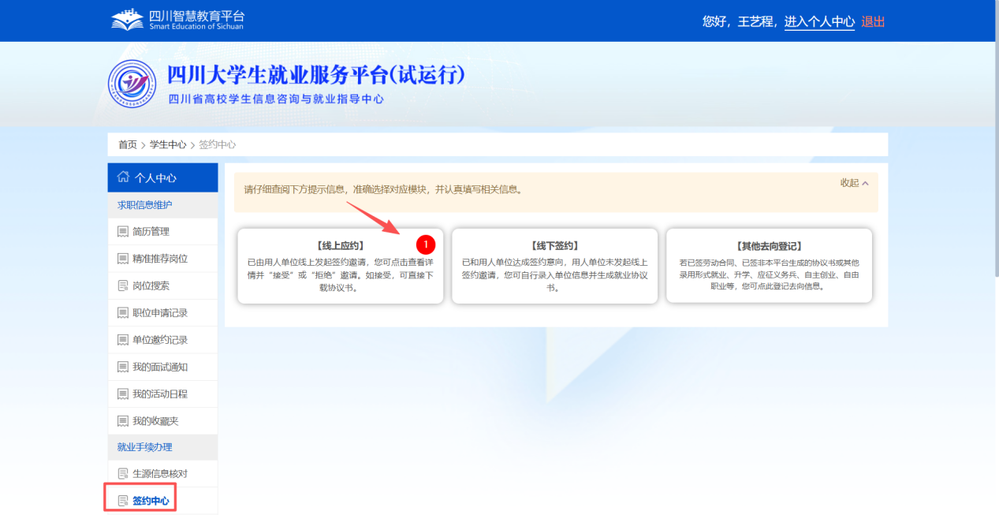 四川智慧教育平台
Smart Education of Sichuan
您好，王艺程，进入个人中心 退出
四川大学生就业服务平台(试运行)
四川省高校学生信息咨询与就业指导中心
首页 > 学生中心 > 签约中心
个人中心
求职信息维护
简历管理
精准推荐岗位
岗位搜索
职位申请记录
单位邀约记录
我的面试通知
我的活动日程
我的收藏夹
就业手续办理
生源信息核对
签约中心
请仔细查阅下方提示信息，准确选择对应模块，并认真填写相关信息。
收起
【线上应约】
1
已由用人单位线上发起签约邀请，您可点击查看详
情并“接受”或“拒绝”邀请。如接受，可直接下
载协议书。
【线下签约】
已和用人单位达成签约意向，用人单位未发起线上
签约邀请，您可自行录入单位信息并生成就业协议
书。
【其他去向登记】
若已签劳动合同、已签非本平台生成的协议书或其他
录用形式就业、升学、应征义务兵、自主创业、自由
职业等，您可点此登记去向信息。